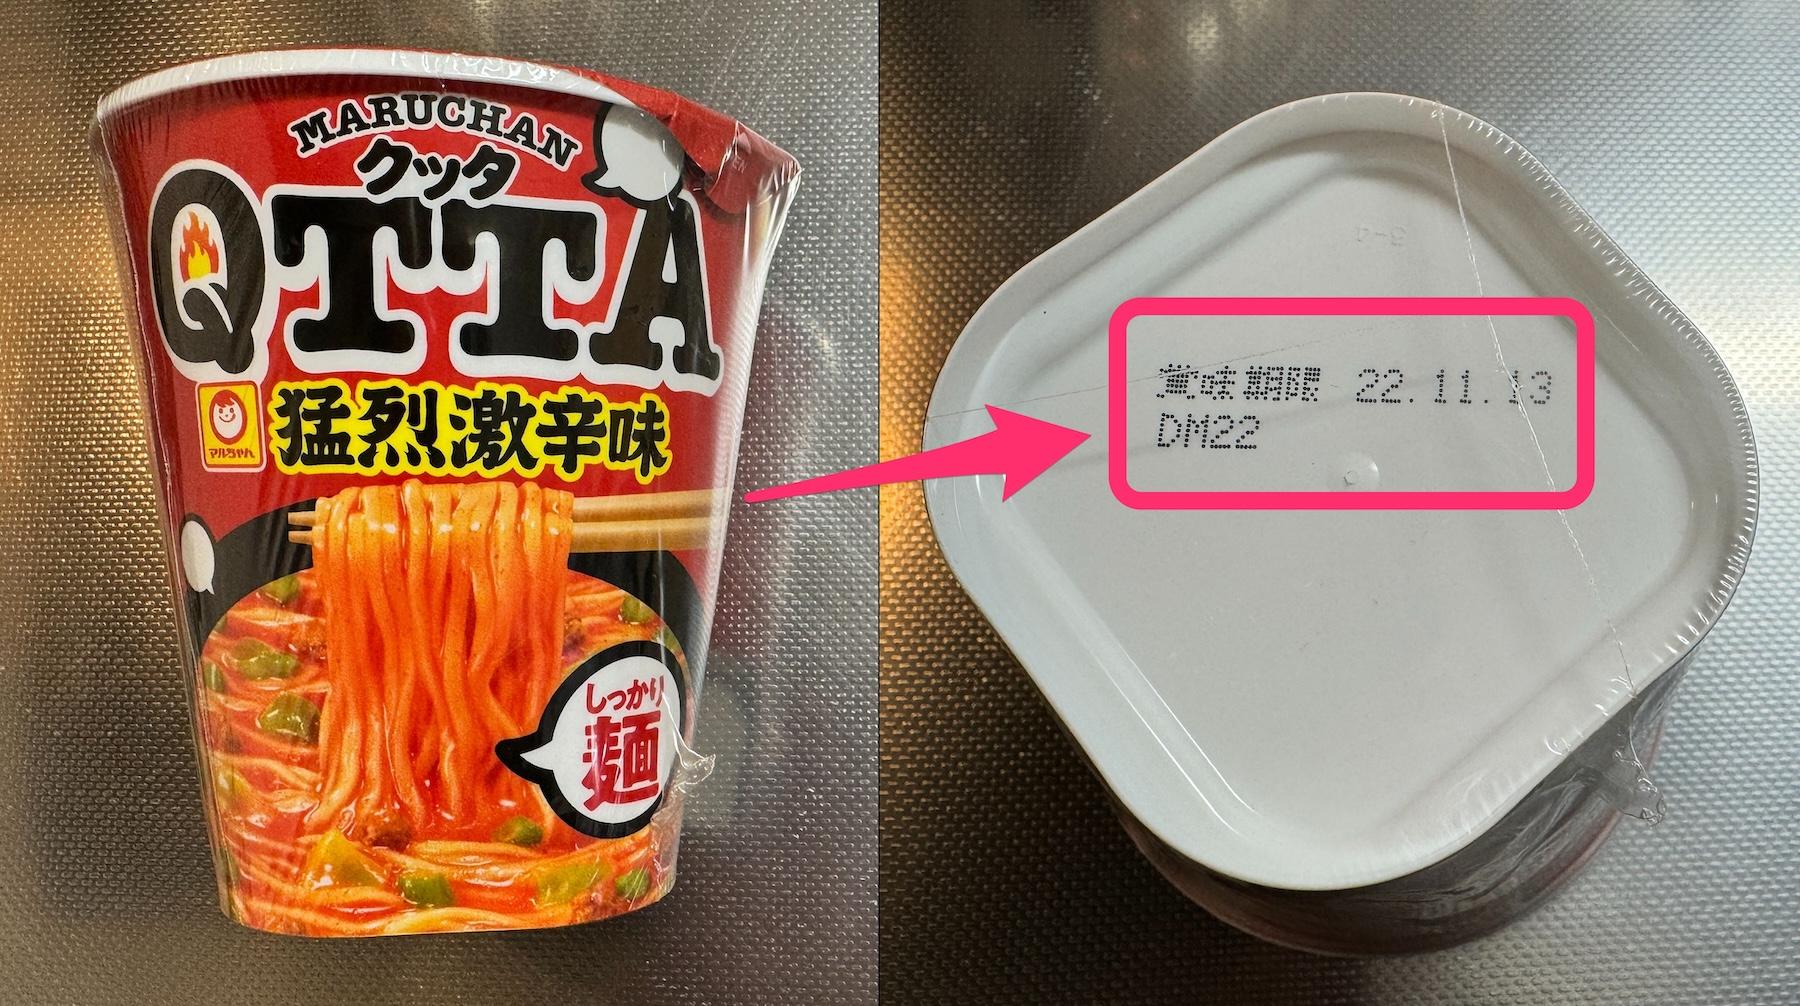 MARUCHAN
クッタ
QTTA
マルちゃん
猛烈激辛味
しっかり
麺
賞味期限 22.11.13
DM22